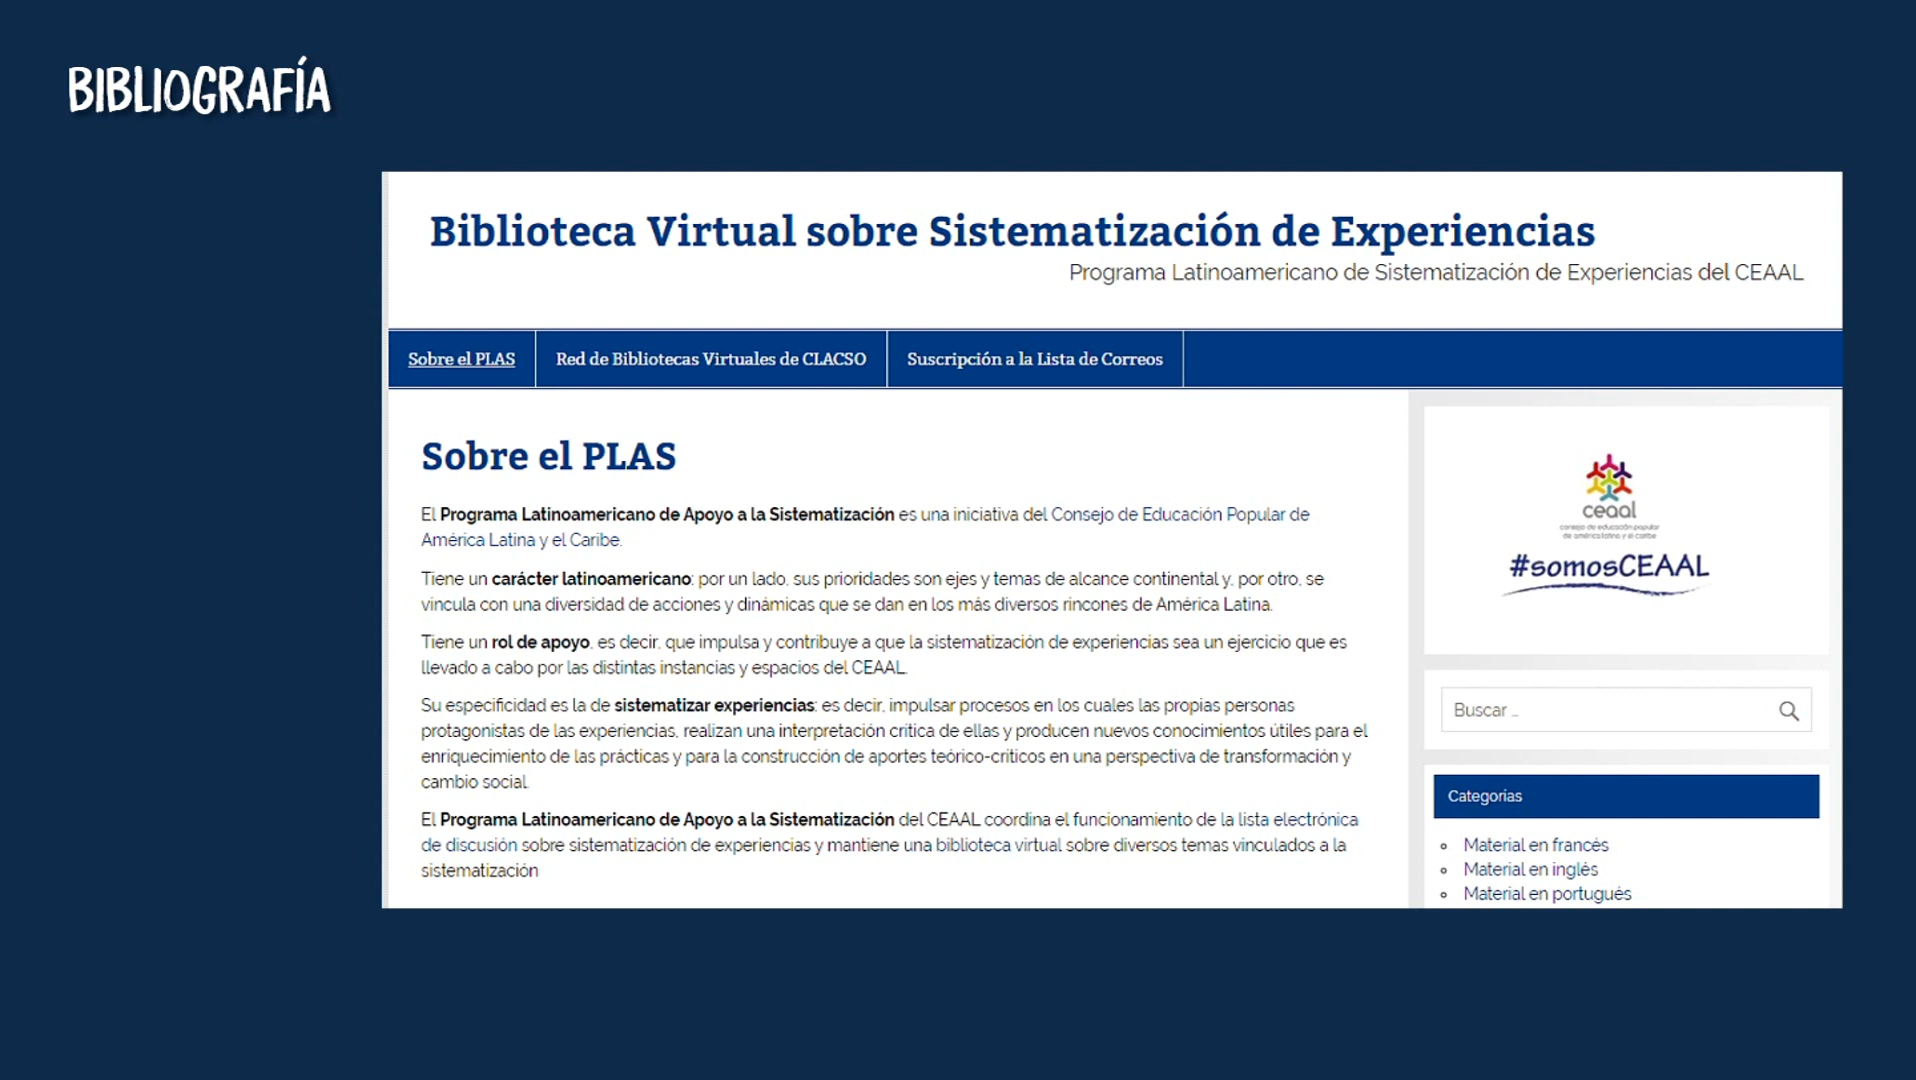 BIBLIOGRAFÍA
Biblioteca Virtual sobre Sistematización de Experiencias
Programa Latinoamericano de Sistematización de Experiencias del CEAAL
Sobre el PLAS
Red de Bibliotecas Virtuales de CLACSO
Suscripción a la Lista de Correos
Sobre el PLAS
El Programa Latinoamericano de Apoyo a la Sistematización es una iniciativa del Consejo de Educación Popular de
América Latina y el Caribe.
Tiene un carácter latinoamericano: por un lado, sus prioridades son ejes y temas de alcance continental y, por otro, se
vincula con una diversidad de acciones y dinámicas que se dan en los más diversos rincones de América Latina.
Tiene un rol de apoyo, es decir, que impulsa y contribuye a que la sistematización de experiencias sea un ejercicio que es
llevado a cabo por las distintas instancias y espacios del CEAAL.
Su especificidad es la de sistematizar experiencias: es decir, impulsar procesos en los cuales las propias personas
protagonistas de las experiencias, realizan una interpretación crítica de ellas y producen nuevos conocimientos útiles para el
enriquecimiento de las prácticas y para la construcción de aportes teórico-críticos en una perspectiva de transformación y
cambio social.
El Programa Latinoamericano de Apoyo a la Sistematización del CEAAL coordina el funcionamiento de la lista electrónica
de discusión sobre sistematización de experiencias y mantiene una biblioteca virtual sobre diversos temas vinculados a la
sistematización
ceaal
consejo de educación popular
de américa latina y el caribe
#somosCEAAL
Buscar ...
Categorías
Material en francés
Material en inglés
Material en portugués